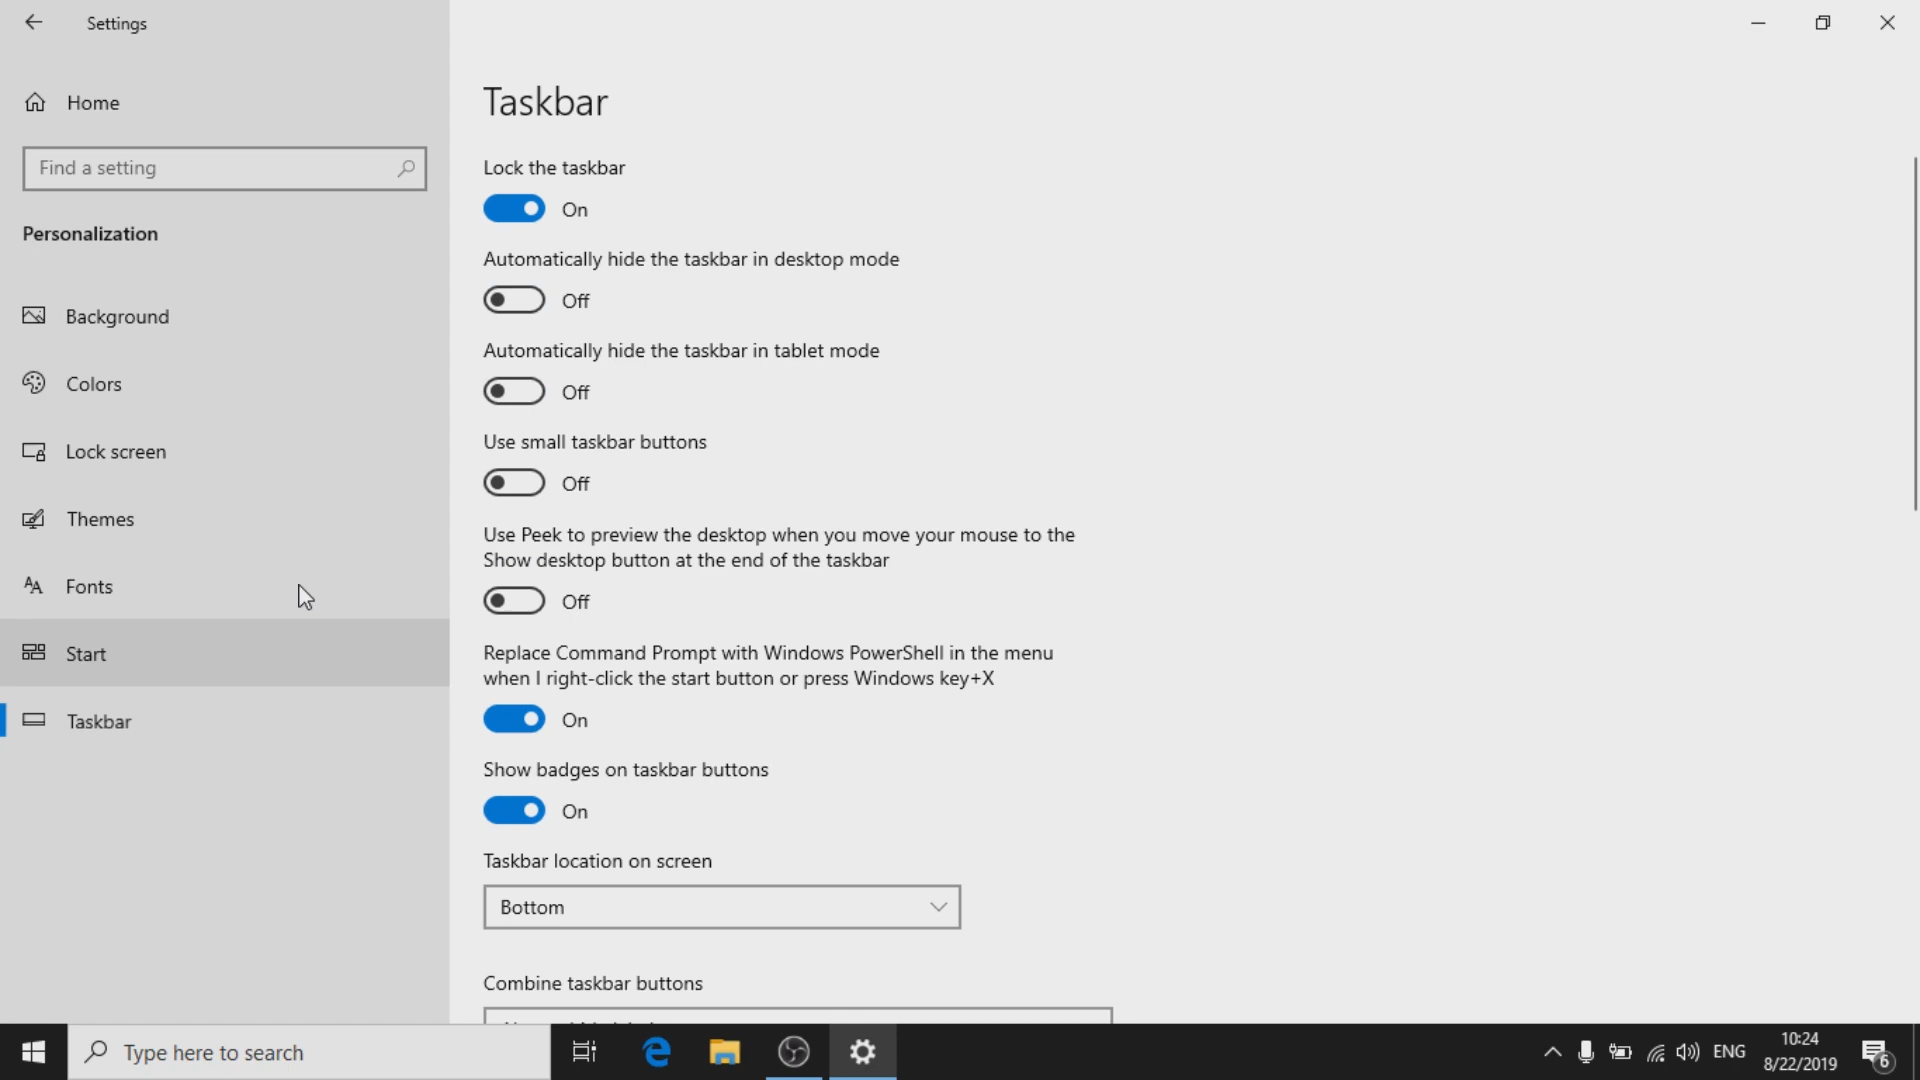 Settings
Home
Find a setting
Personalization
Background
Colors
Lock screen
Themes
Fonts
Start
Taskbar
Taskbar
Lock the taskbar
On
Automatically hide the taskbar in desktop mode
Off
Automatically hide the taskbar in tablet mode
Off
Use small taskbar buttons
Off
Use Peek to preview the desktop when you move your mouse to the
Show desktop button at the end of the taskbar
Off
Replace Command Prompt with Windows PowerShell in the menu
when I right-click the start button or press Windows key+X
On
Show badges on taskbar buttons
On
Taskbar location on screen
Bottom
Combine taskbar buttons
Type here to search
ENG
10:24
8/22/2019
6